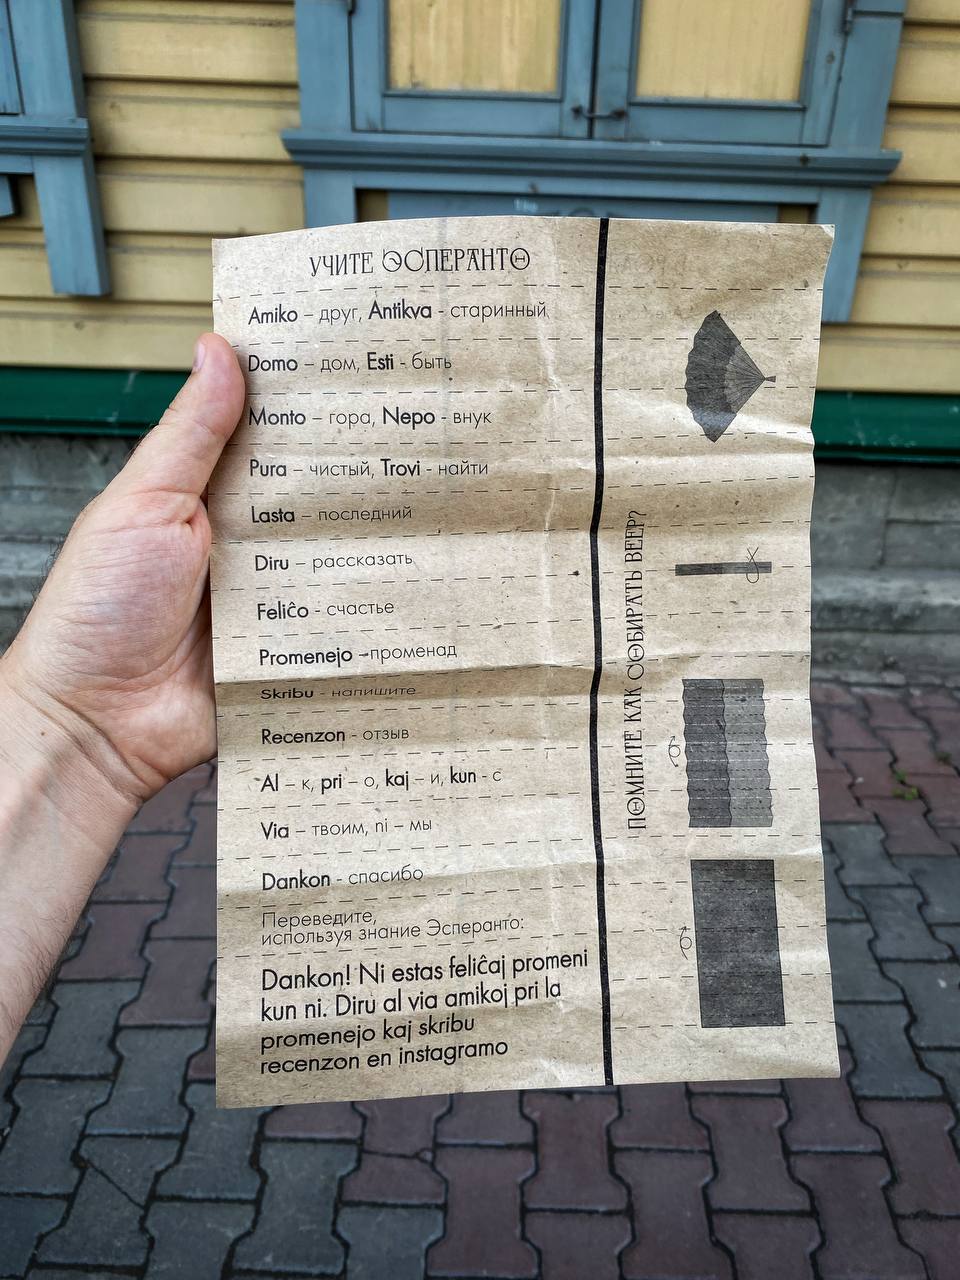 УЧИТЕ ЭСПЕРАНТО
Amiko – друг, Antikva - старинный
Domo – дом, Esti - быть
Monto – гора, Nepo - внук
Pura – чистый, Trovi - найти
Lasta – последний
Diru – рассказать
Feliĉo - счастье
Promenejo –променад
Skribu - напишите
Recenzon - отзыв
Al – к, pri – о, kaj – и, kun - с
Via – твоим, ni – мы
Dankon - спасибо
Переведите,
используя знание Эсперанто:
Dankon! Ni estas feliĉaj promeni
kun ni. Diru al via amikoj pri la
promenejo kaj skribu
recenzon en instagramo
ПОМНИТЕ КАК СОБИРАТЬ ВЕЕР?